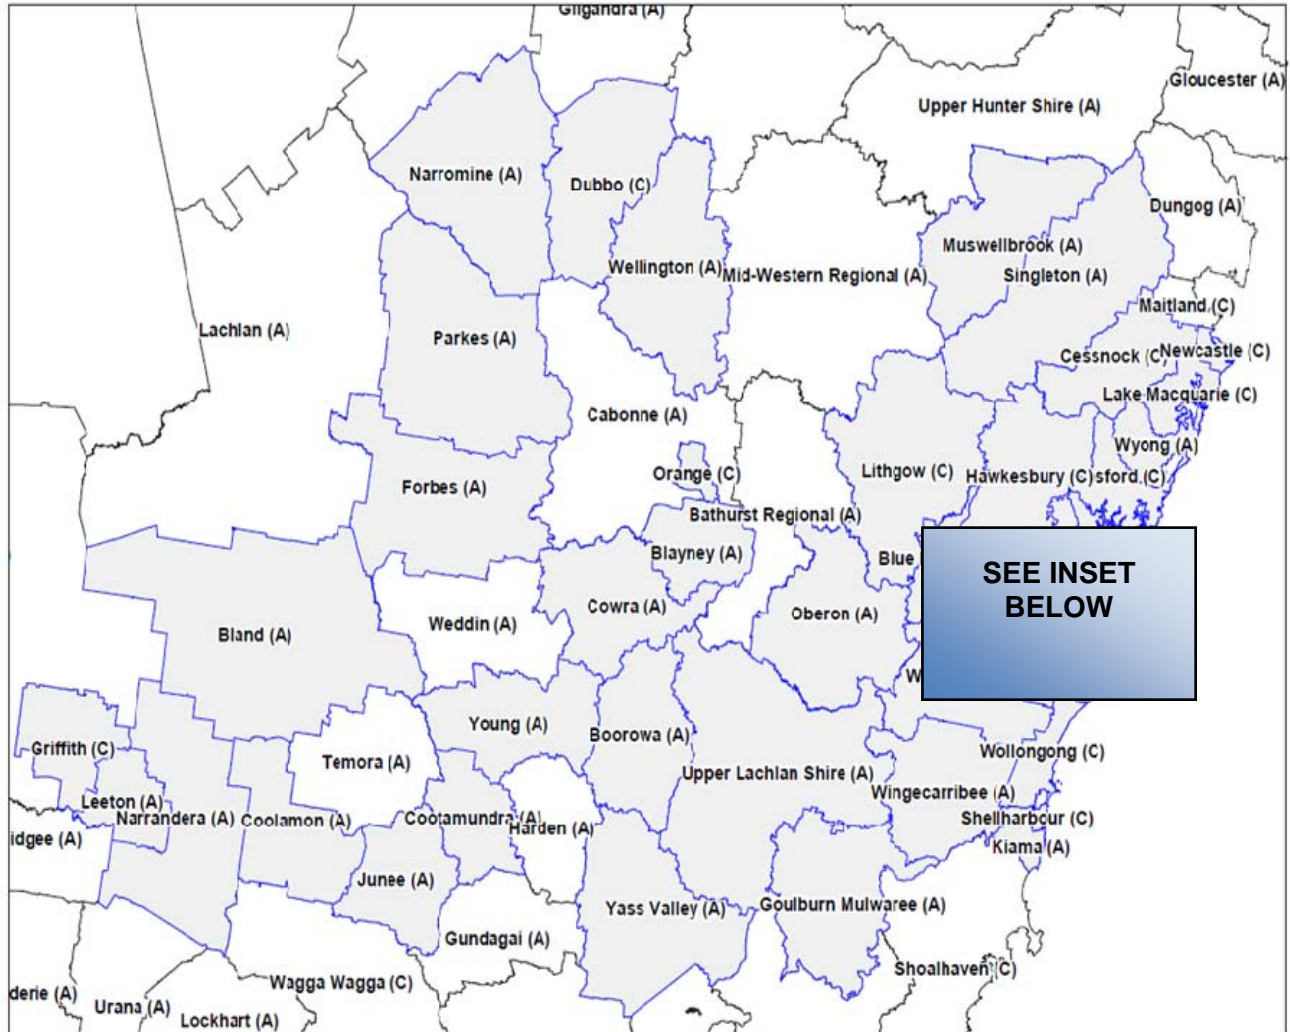 Gilgandra (A)
Gloucester (A)
Upper Hunter Shire (A)
Narromine (A)
Dubbo (C)
Dungog (A)
Muswellbrook (A)
Wellington (A)
Mid-Western Regional (A)
Singleton (A)
Maitland (C)
Lachlan (A)
Parkes (A)
Cessnock (C)
Newcastle (C)
Lake Macquarie (C)
Cabonne (A)
Wyong (A)
Orange (C)
Lithgow (C)
Hawkesbury (C)
sford (C)
Forbes (A)
Bathurst Regional (A)
Blayney (A)
Blue
SEE INSET
BELOW
Cowra (A)
Oberon (A)
Weddin (A)
Bland (A)
W
Young (A)
Boorowa (A)
Griffith (C)
Wollongong (C)
Temora (A)
Upper Lachlan Shire (A)
Wingecarribee (A)
Leeton (A)
Narrandera (A)
Coolamon (A)
Cootamundra (A)
Harden (A)
Shellharbour (C)
idgee (A)
Kiama (A)
Junee (A)
Yass Valley (A)
Goulburn Mulwaree (A)
Gundagai (A)
Shoalhaven (C)
Wagga Wagga (C)
derie (A)
Urana (A)
Lockhart (A)